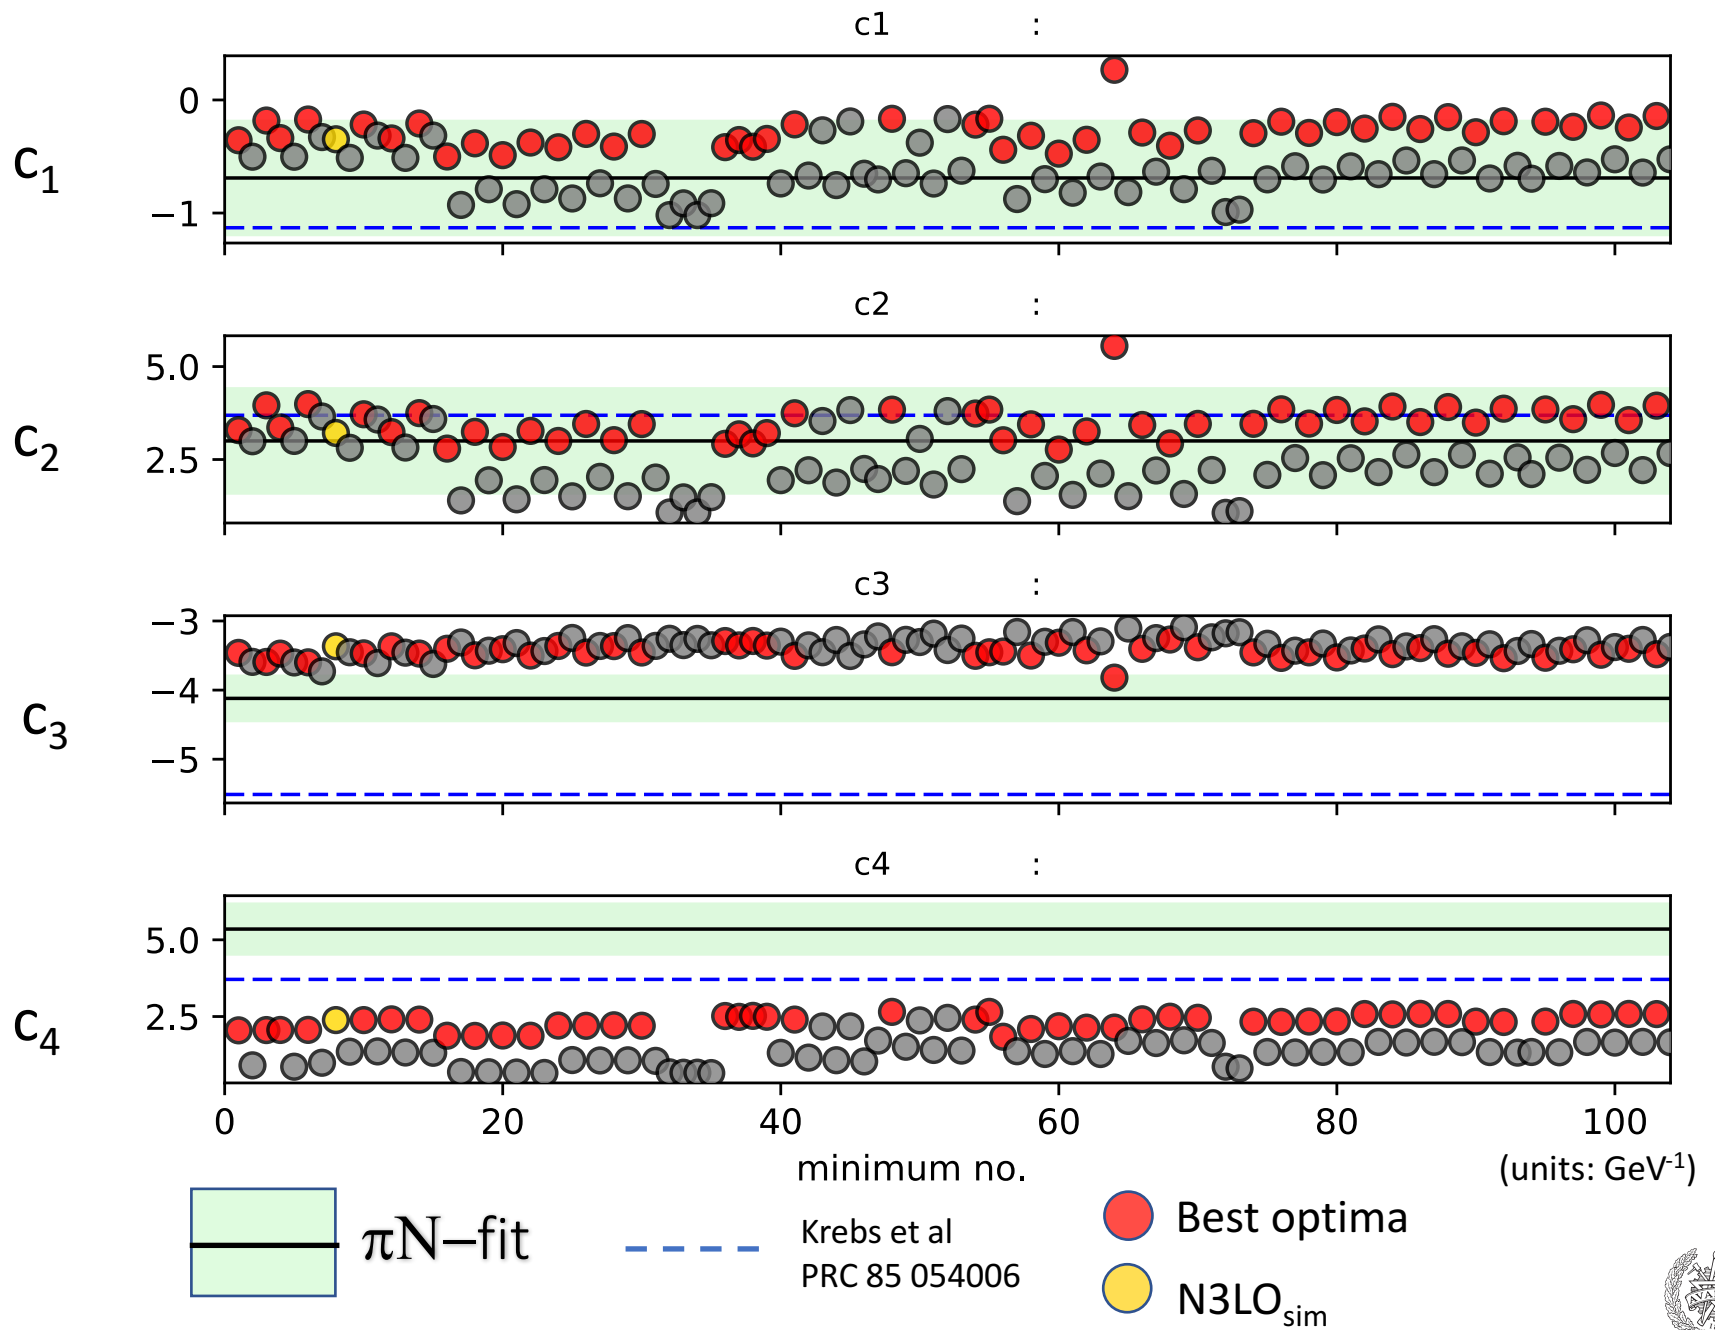 c1 :
0
−1
c₁
c2 :
5.0
2.5
c₂
c3 :
−3
−4
−5
c₃
c4 :
5.0
2.5
c₄
0 20 40 60 80 100
minimum no. (units: GeV⁻¹)
πN–fit
Krebs et al
PRC 85 054006
Best optima
N3LOsim